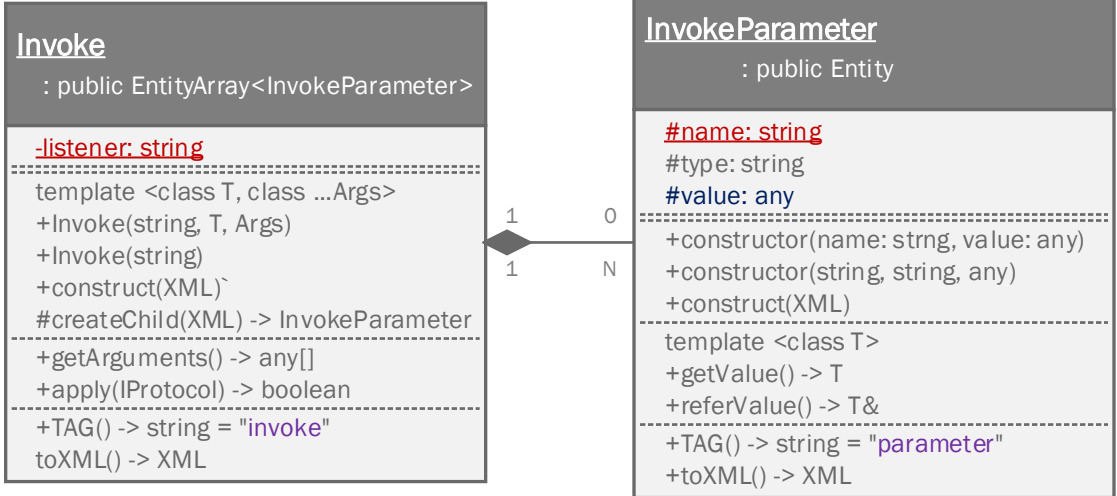 Invoke
: public EntityArray<InvokeParameter>
-listener: string
template <class T, class ...Args>
+Invoke(string, T, Args)
+Invoke(string)
+construct(XML)`
#createChild(XML) -> InvokeParameter
+getArguments() -> any[]
+apply(IProtocol) -> boolean
+TAG() -> string = "invoke"
toXML() -> XML
1
0
1
N
InvokeParameter
: public Entity
#name: string
#type: string
#value: any
+constructor(name: strng, value: any)
+constructor(string, string, any)
+construct(XML)
template <class T>
+getValue() -> T
+referValue() -> T&
+TAG() -> string = "parameter"
+toXML() -> XML